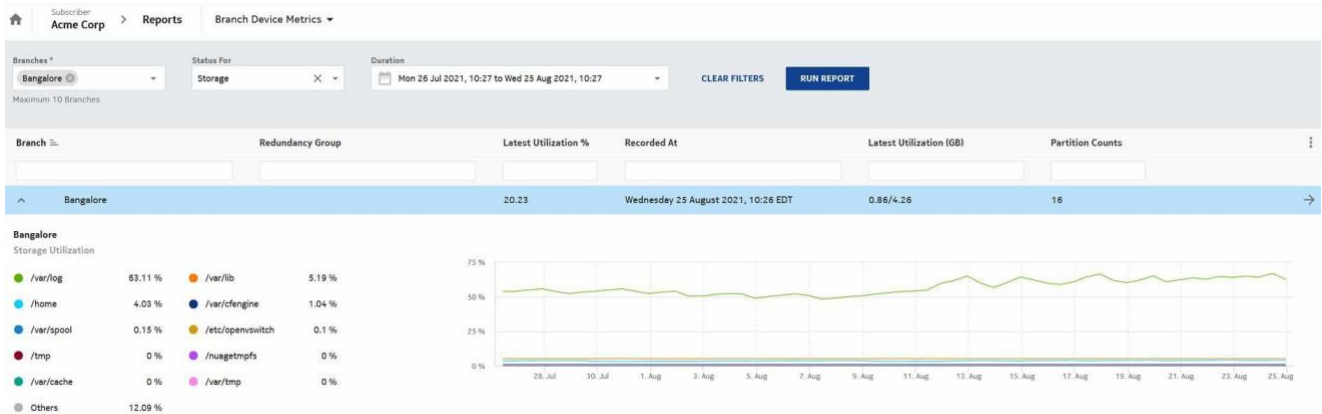 Subscriber
Acme Corp > Reports Branch Device Metrics
Branches * Status For Duration
Bangalore Storage Mon 26 Jul 2021, 10:27 to Wed 25 Aug 2021, 10:27 CLEAR FILTERS RUN REPORT
Maximum 10 Branches
Branch Redundancy Group Latest Utilization % Recorded At Latest Utilization (GB) Partition Counts
Bangalore 20.23 Wednesday 25 August 2021, 10:26 EDT 0.86/4.26 16
Bangalore
Storage Utilization
/var/log 63.11 % /var/lib 5.19 %
/home 4.03 % /var/cfengine 1.04 %
/var/spool 0.15 % /etc/openvswitch 0.1 %
/tmp 0 % /nuagetmpfs 0 %
/var/cache 0 % /var/tmp 0 %
Others 12.09 %
75 %
50 %
25 %
0 %
28. Jul 30. Jul 1. Aug 3. Aug 5. Aug 7. Aug 9. Aug 11. Aug 13. Aug 15. Aug 17. Aug 19. Aug 21. Aug 23. Aug 25. Aug